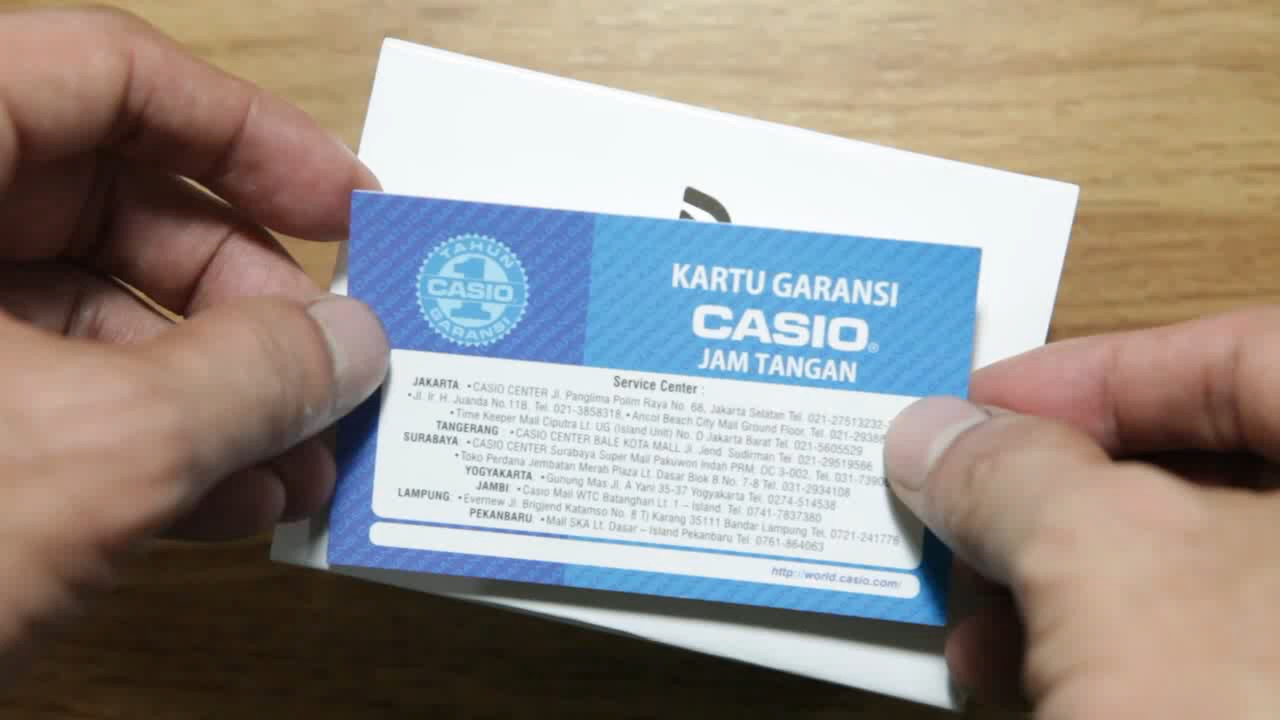 TAHUN
1
CASIO
GARANSI
KARTU GARANSI
CASIO®
JAM TANGAN
Service Center :
JAKARTA: •CASIO CENTER Jl. Panglima Polim Raya No. 68, Jakarta Selatan Tel. 021-27513232-
•Jl. Ir. H. Juanda No.11B. Tel. 021-3858318. •Ancol Beach City Mall Ground Floor. Tel.
•Time Keeper Mall Ciputra Lt. UG (Island Unit) No. D Jakarta Barat Tel. 021-5605529
TANGERANG : •CASIO CENTER BALE KOTA MALL Jl. Jend. Sudirman Tel. 021-29519566
SURABAYA : •CASIO CENTER Surabaya Super Mall Pakuwon Indah PRM. DC 3-002, Tel.
•Toko Perdana Jembatan Merah Plaza Lt. Dasar Blok B No. 7-8 Tel. 031-2934108
YOGYAKARTA: •Gunung Mas Jl. A Yani 35-37 Yogyakarta Tel. 0274-514538
JAMBI: •Casio Mall WTC Batanghari Lt. 1 – Island. Tel. 0741-7837380
LAMPUNG: •Evernew Jl. Brigjend Katamso No. 8 Tj Karang 35111 Bandar Lampung Tel. 0721-241776
PEKANBARU: •Mall SKA Lt. Dasar – Island Pekanbaru Tel. 0761-864063
http://world.casio.com/